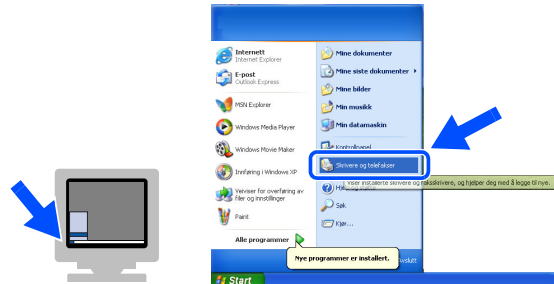 Internett
Internet Explorer
E-post
Outlook Express
MSN Explorer
Windows Media Player
Windows Movie Maker
Innføring i Windows XP
Veiviser for overføring av
filer og innstillinger
Paint
Alle programmer
Mine dokumenter
Mine siste dokumenter
Mine bilder
Min musikk
Min datamaskin
Kontrollpanel
Skrivere og telefakser
Viser installerte skrivere og faksskrivere, og hjelper deg med å legge til nye.
Søk
Kjør...
Nye programmer er installert.
Avslutt
Start